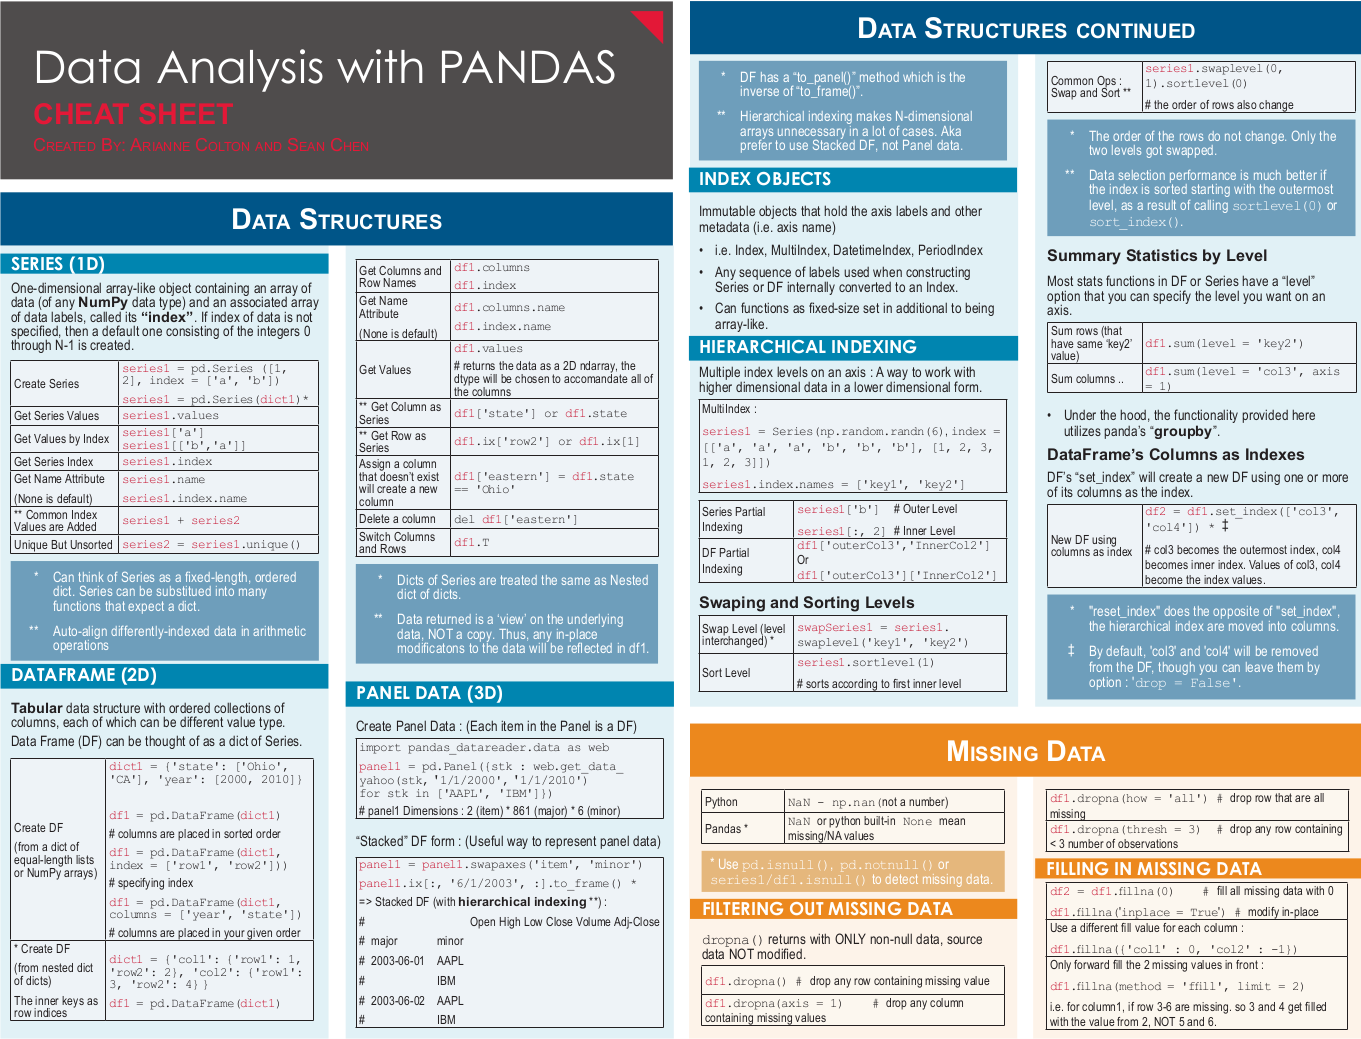 Data Analysis with PANDAS
CHEAT SHEET
CREATED BY: ARIANNE COLTON AND SEAN CHEN
DATA STRUCTURES
SERIES (1D)
One-dimensional array-like object containing an array of
data (of any NumPy data type) and an associated array
of data labels, called its “index”. If index of data is not
specified, then a default one consisting of the integers 0
through N-1 is created.
Create Series
series1 = pd.Series ([1,
2], index = ['a', 'b'])
series1 = pd.Series(dict1)*
Get Series Values
series1.values
Get Values by Index
series1['a']
series1[['b','a']]
Get Series Index
series1.index
Get Name Attribute
(None is default)
series1.name
series1.index.name
** Common Index
Values are Added
series1 + series2
Unique But Unsorted
series2 = series1.unique()
* Can think of Series as a fixed-length, ordered
dict. Series can be substitued into many
functions that expect a dict.
** Auto-align differently-indexed data in arithmetic
operations
DATAFRAME (2D)
Tabular data structure with ordered collections of
columns, each of which can be different value type.
Data Frame (DF) can be thought of as a dict of Series.
Create DF
(from a dict of
equal-length lists
or NumPy arrays)
dict1 = {'state': ['Ohio',
'CA'], 'year': [2000, 2010]}
df1 = pd.DataFrame(dict1)
# columns are placed in sorted order
df1 = pd.DataFrame(dict1,
index = ['row1', 'row2']))
# specifying index
df1 = pd.DataFrame(dict1,
columns = ['year', 'state'])
# columns are placed in your given order
* Create DF
(from nested dict
of dicts)
The inner keys as
row indices
dict1 = {'col1': {'row1': 1,
'row2': 2}, 'col2': {'row1':
3, 'row2': 4} }
df1 = pd.DataFrame(dict1)
Get Columns and
Row Names
df1.columns
df1.index
Get Name
Attribute
(None is default)
df1.columns.name
df1.index.name
Get Values
df1.values
# returns the data as a 2D ndarray, the
dtype will be chosen to accomandate all of
the columns
** Get Column as
Series
df1['state'] or df1.state
** Get Row as
Series
df1.ix['row2'] or df1.ix[1]
Assign a column
that doesn't exist
will create a new
column
df1['eastern'] = df1.state
== 'Ohio'
Delete a column
del df1['eastern']
Switch Columns
and Rows
df1.T
* Dicts of Series are treated the same as Nested
dict of dicts.
** Data returned is a ‘view’ on the underlying
data, NOT a copy. Thus, any in-place
modificatons to the data will be reflected in df1.
PANEL DATA (3D)
Create Panel Data : (Each item in the Panel is a DF)
import pandas_datareader.data as web
panel1 = pd.Panel({stk : web.get_data_
yahoo(stk, '1/1/2000', '1/1/2010')
for stk in ['AAPL', 'IBM']})
# panel1 Dimensions : 2 (item) * 861 (major) * 6 (minor)
“Stacked” DF form : (Useful way to represent panel data)
panel1 = panel1.swapaxes('item', 'minor')
panel1.ix[:, '6/1/2003', :].to_frame() *
=> Stacked DF (with hierarchical indexing **) :
# Open High Low Close Volume Adj-Close
# major minor
# 2003-06-01 AAPL
# IBM
# 2003-06-02 AAPL
# IBM
DATA STRUCTURES CONTINUED
* DF has a “to_panel()” method which is the
inverse of “to_frame()”.
** Hierarchical indexing makes N-dimensional
arrays unnecessary in a lot of cases. Aka
prefer to use Stacked DF, not Panel data.
INDEX OBJECTS
Immutable objects that hold the axis labels and other
metadata (i.e. axis name)
• i.e. Index, MultiIndex, DatetimeIndex, PeriodIndex
• Any sequence of labels used when constructing
Series or DF internally converted to an Index.
• Can functions as fixed-size set in additional to being
array-like.
HIERARCHICAL INDEXING
Multiple index levels on an axis : A way to work with
higher dimensional data in a lower dimensional form.
MultiIndex :
series1 = Series(np.random.randn(6), index =
[['a', 'a', 'a', 'b', 'b', 'b'], [1, 2, 3,
1, 2, 3]])
series1.index.names = ['key1', 'key2']
Series Partial
Indexing
series1['b'] # Outer Level
series1[:, 2] # Inner Level
DF Partial
Indexing
df1['outerCol3','InnerCol2']
Or
df1['outerCol3']['InnerCol2']
Swaping and Sorting Levels
Swap Level (level
interchanged) *
swapSeries1 = series1.
swaplevel('key1', 'key2')
Sort Level
series1.sortlevel(1)
# sorts according to first inner level
Common Ops :
Swap and Sort **
series1.swaplevel(0,
1).sortlevel(0)
# the order of rows also change
* The order of the rows do not change. Only the
two levels got swapped.
** Data selection performance is much better if
the index is sorted starting with the outermost
level, as a result of calling sortlevel(0) or
sort_index().
Summary Statistics by Level
Most stats functions in DF or Series have a “level”
option that you can specify the level you want on an
axis.
Sum rows (that
have same ‘key2’
value)
df1.sum(level = 'key2')
Sum columns ..
df1.sum(level = 'col3', axis
= 1)
• Under the hood, the functionality provided here
utilizes panda's “groupby”.
DataFrame's Columns as Indexes
DF's “set_index” will create a new DF using one or more
of its columns as the index.
New DF using
columns as index
df2 = df1.set_index(['col3',
'col4']) * ‡
# col3 becomes the outermost index, col4
becomes inner index. Values of col3, col4
become the index values.
* "reset_index" does the opposite of "set_index",
the hierarchical index are moved into columns.
‡ By default, 'col3' and 'col4' will be removed
from the DF, though you can leave them by
option : 'drop = False'.
MISSING DATA
Python
NaN - np.nan(not a number)
Pandas *
NaN or python built-in None mean
missing/NA values
* Use pd.isnull(), pd.notnull() or
series1/df1.isnull() to detect missing data.
FILTERING OUT MISSING DATA
dropna() returns with ONLY non-null data, source
data NOT modified.
df1.dropna() # drop any row containing missing value
df1.dropna(axis = 1) # drop any column
containing missing values
df1.dropna(how = 'all') # drop row that are all
missing
df1.dropna(thresh = 3) # drop any row containing
< 3 number of observations
FILLING IN MISSING DATA
df2 = df1.fillna(0) # fill all missing data with 0
df1.fillna('inplace = True') # modify in-place
Use a different fill value for each column :
df1.fillna({'col1' : 0, 'col2' : -1})
Only forward fill the 2 missing values in front :
df1.fillna(method = 'ffill', limit = 2)
i.e. for column1, if row 3-6 are missing. so 3 and 4 get filled
with the value from 2, NOT 5 and 6.